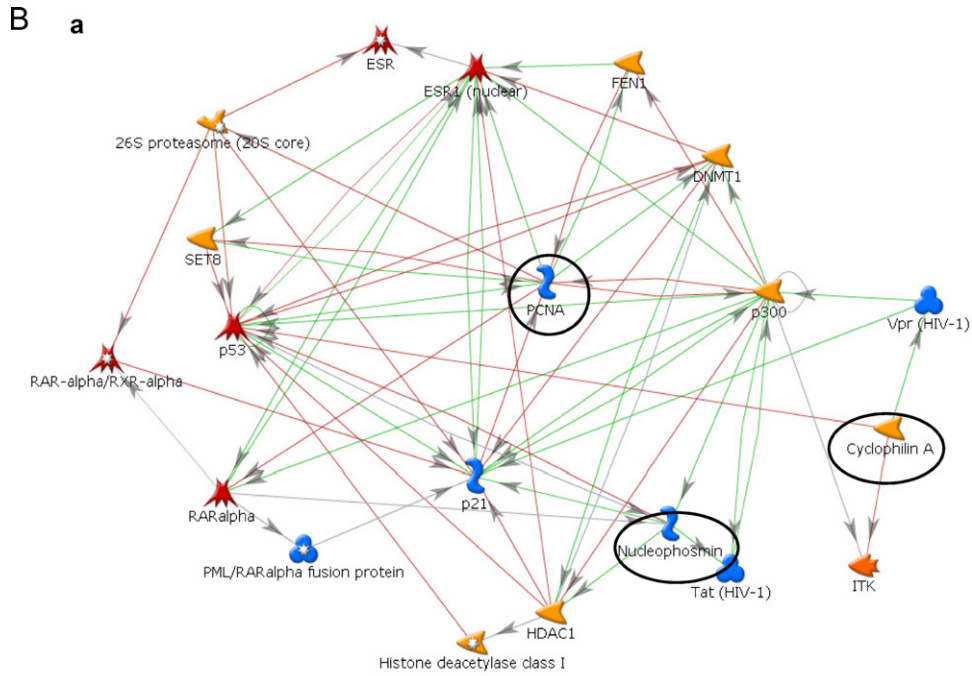 B
a
ESR
ESR1 (nuclear)
FEN1
26S proteasome (20S core)
DNMT1
SET8
PCNA
p300
Vpr (HIV-1)
p53
RAR-alpha/RXR-alpha
Cyclophilin A
RARalpha
p21
Nucleophosmin
PML/RARalpha fusion protein
Tat (HIV-1)
ITK
HDAC1
Histone deacetylase class I